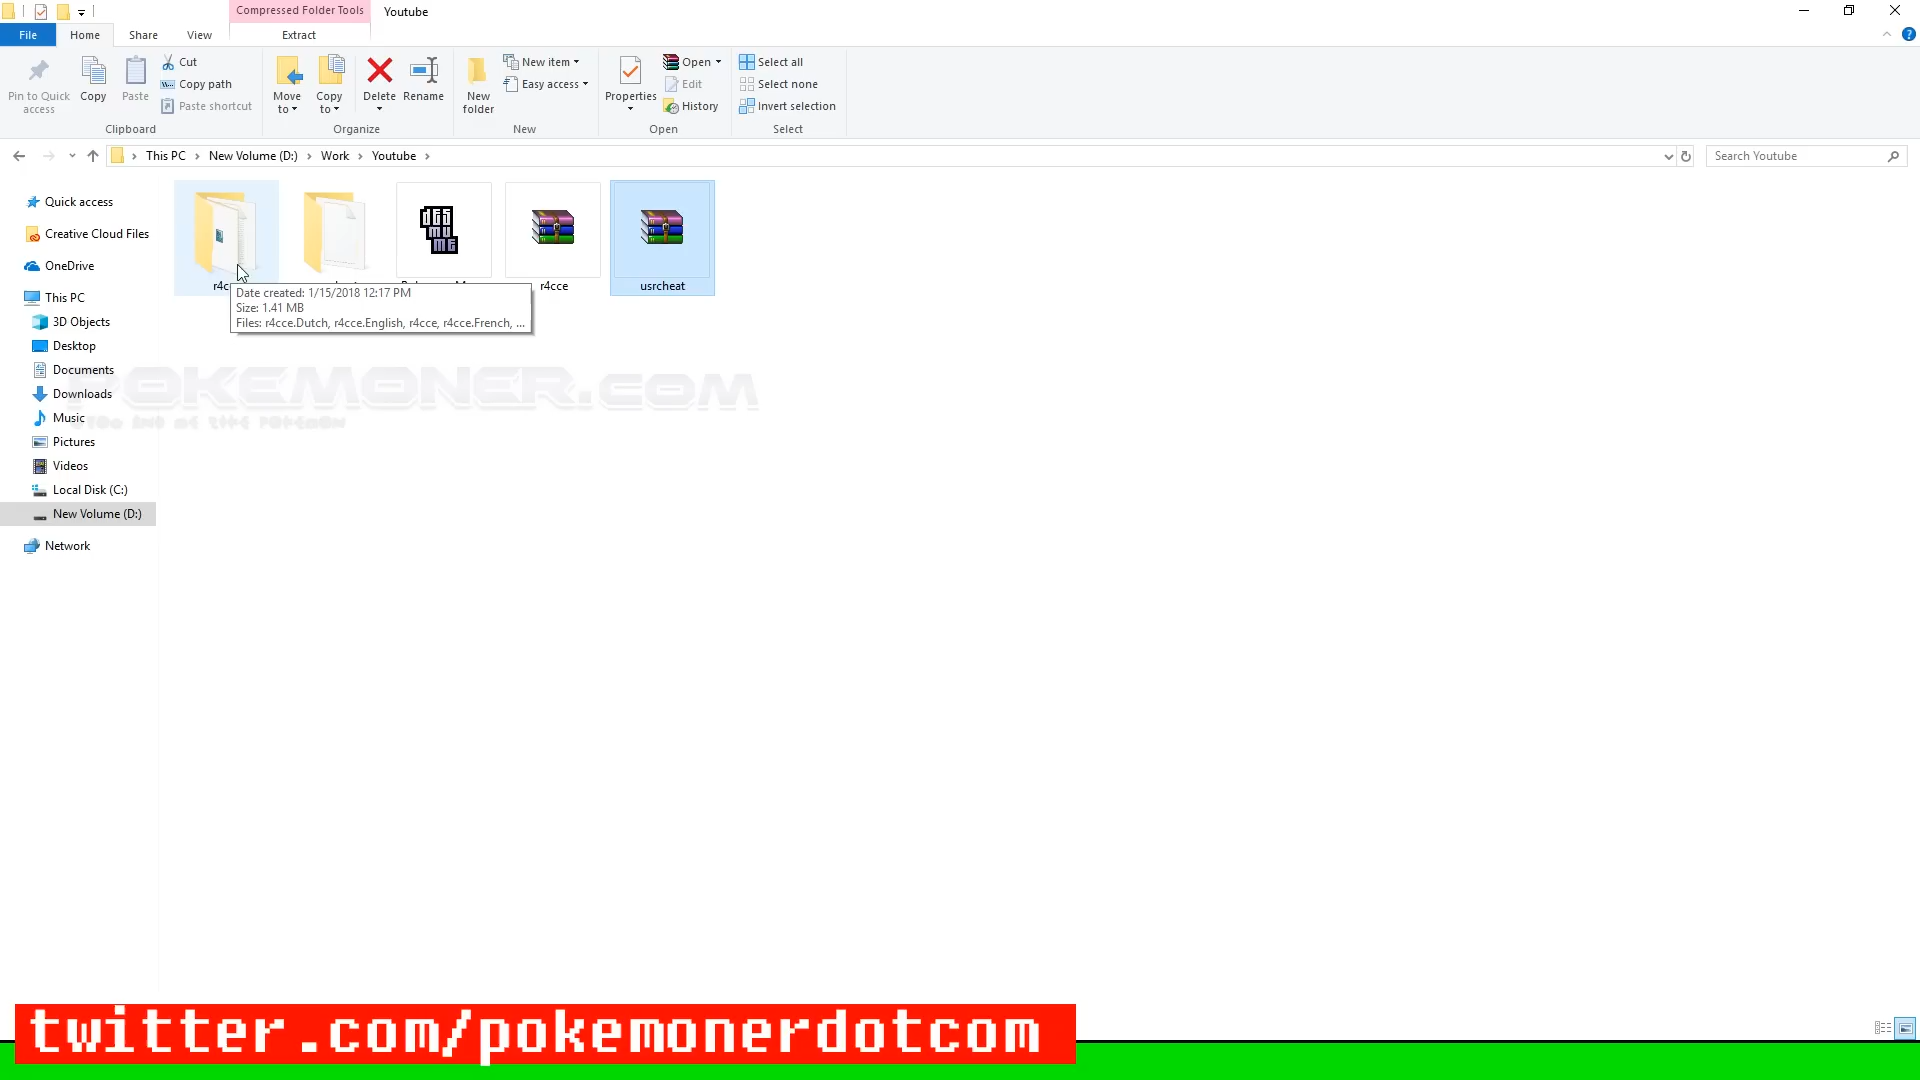 Compressed Folder Tools
Youtube
File
Home
Share
View
Extract
Pin to Quick access
Copy
Paste
Cut
Copy path
Paste shortcut
Clipboard
Move to
Copy to
Delete
Rename
Organize
New folder
New item
Easy access
New
Properties
Open
Edit
History
Open
Select all
Select none
Invert selection
Select
This PC
New Volume (D:)
Work
Youtube
Search Youtube
Quick access
Creative Cloud Files
OneDrive
This PC
3D Objects
Desktop
Documents
Downloads
Music
Pictures
Videos
Local Disk (C:)
New Volume (D:)
Network
r4cce
usrcheat
Date created: 1/15/2018 12:17 PM
Size: 1.41 MB
Files: r4cce.Dutch, r4cce.English, r4cce, r4cce.French, ...
POKEMONER.COM
twitter.com/pokemonerdotcom